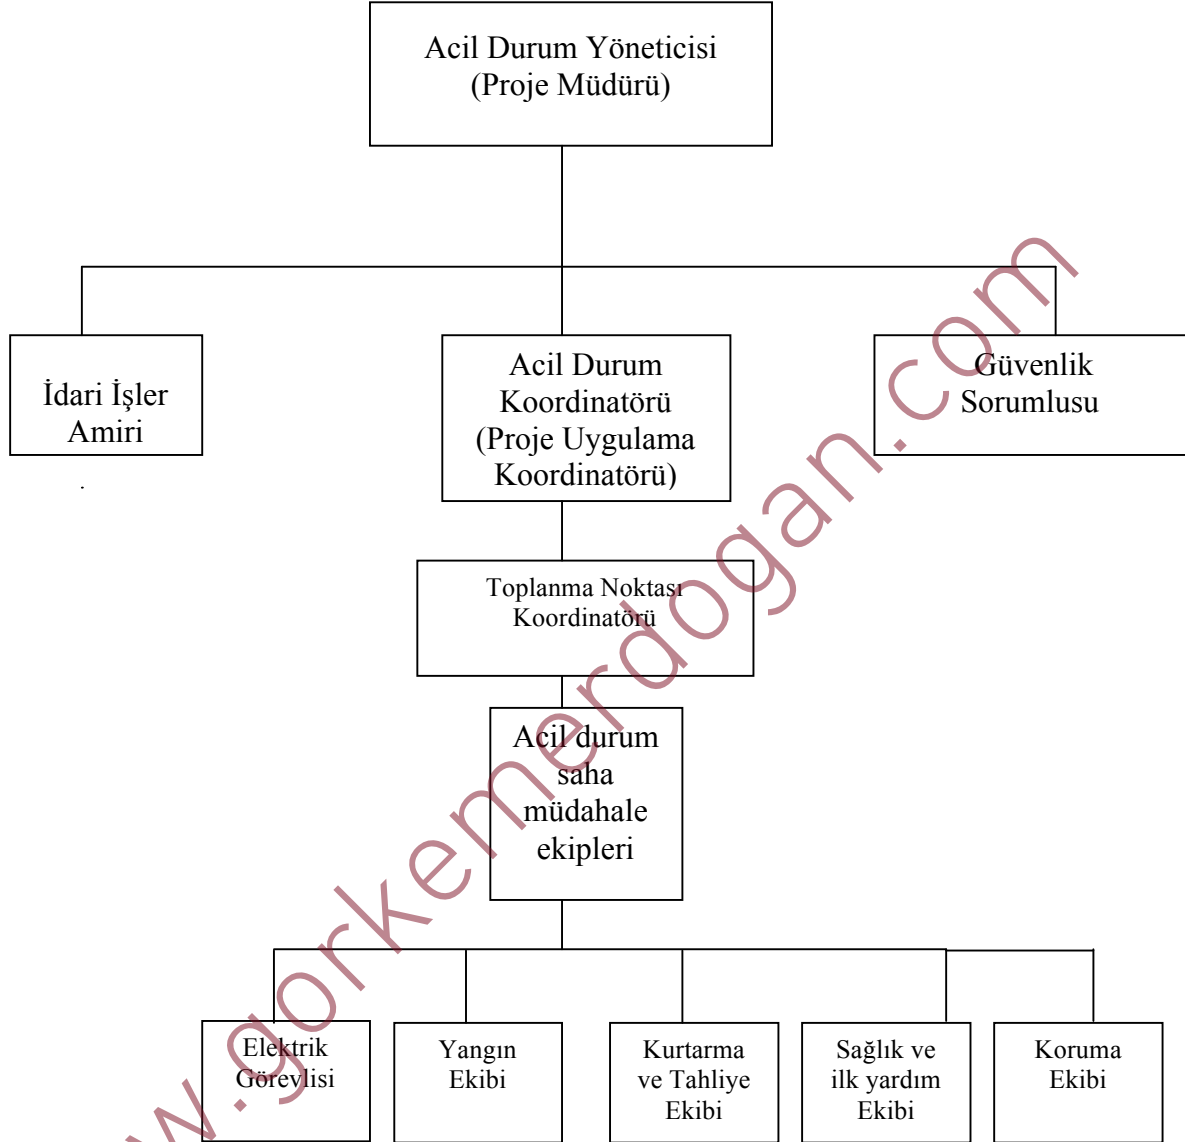 Acil Durum Yöneticisi
(Proje Müdürü)
İdari İşler
Amiri
.
Acil Durum
Koordinatörü
(Proje Uygulama
Koordinatörü)
Güvenlik
Sorumlusu
Toplanma Noktası
Koordinatörü
Acil durum
saha
müdahale
ekipleri
Elektrik
Görevlisi
Yangın
Ekibi
Kurtarma
ve Tahliye
Ekibi
Sağlık ve
ilk yardım
Ekibi
Koruma
Ekibi
w.gorkemerdogan.com